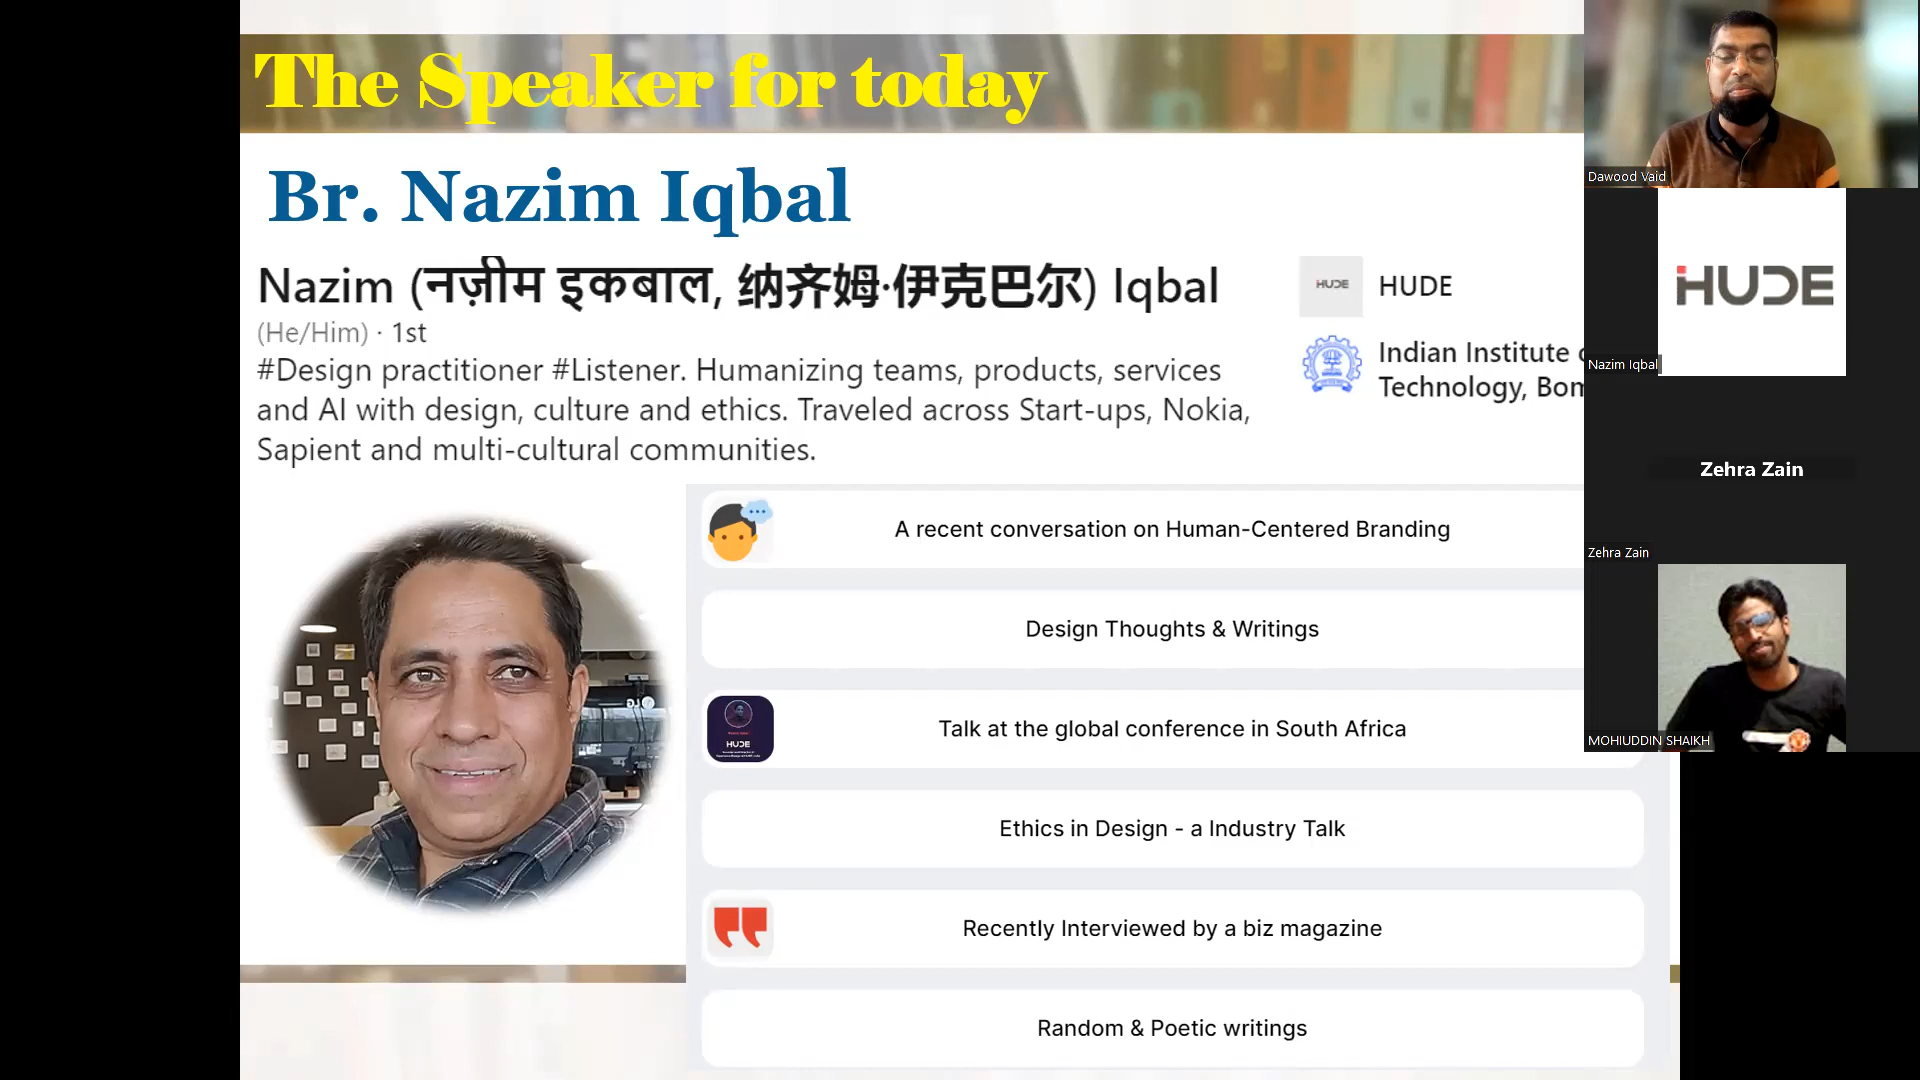 The Speaker for today
Br. Nazim Iqbal
Nazim (नज़ीम इकबाल, 纳齐姆·伊克巴尔) Iqbal
(He/Him) · 1st
#Design practitioner #Listener. Humanizing teams, products, services
and AI with design, culture and ethics. Traveled across Start-ups, Nokia,
Sapient and multi-cultural communities.
HUDE
HUDE
Indian Institute
Technology, Bom
A recent conversation on Human-Centered Branding
Design Thoughts & Writings
HUDE
Talk at the global conference in South Africa
Ethics in Design - a Industry Talk
Recently Interviewed by a biz magazine
Random & Poetic writings
Dawood Vaid
HUDE
Nazim Iqbal
Zehra Zain
Zehra Zain
MOHIUDDIN SHAIKH